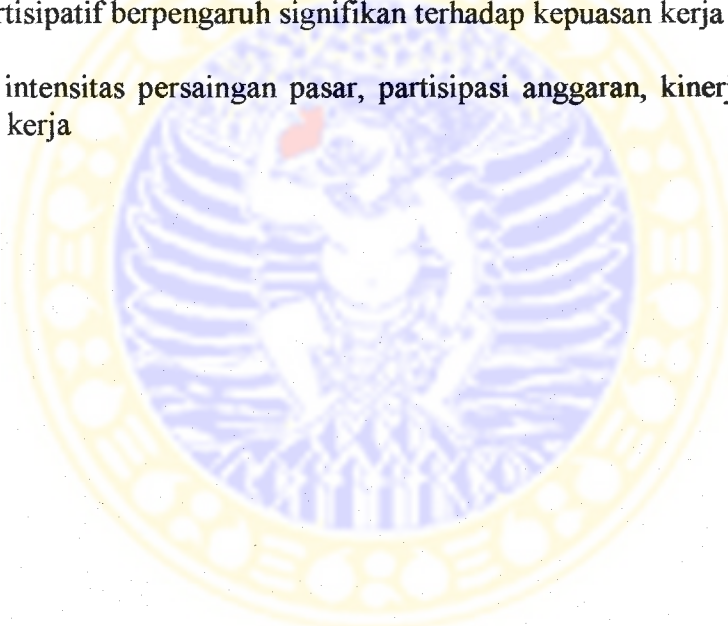 rtisipatif berpengaruh signifikan terhadap kepuasan kerja
intensitas persaingan pasar, partisipasi anggaran, kiner
kerja